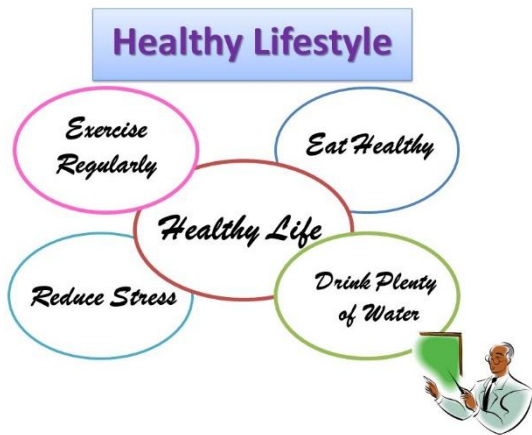 Healthy Lifestyle
Exercise
Regularly
Eat Healthy
Healthy Life
Reduce Stress
Drink Plenty
of Water